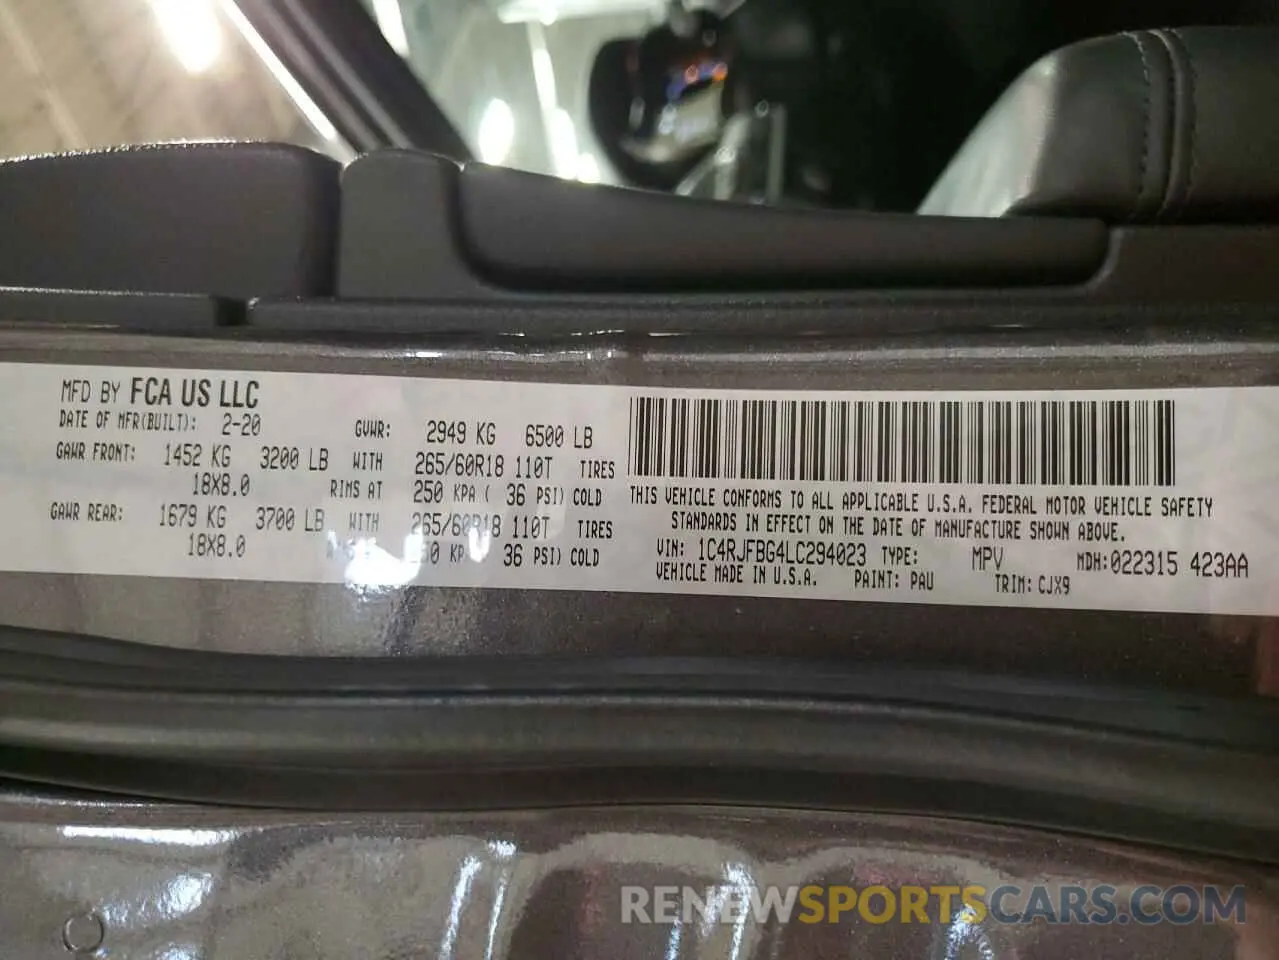 MFD BY FCA US LLC
DATE OF MFR(BUILT): 2-20 GVWR: 2949 KG 6500 LB
GAWR FRONT: 1452 KG 3200 LB WITH 265/60R18 110T TIRES
18X8.0 RIMS AT 250 KPA ( 36 PSI) COLD
GAWR REAR: 1679 KG 3700 LB WITH 265/60R18 110T TIRES
18X8.0 KPA 36 PSI) COLD
THIS VEHICLE CONFORMS TO ALL APPLICABLE U.S.A. FEDERAL MOTOR VEHICLE SAFETY
STANDARDS IN EFFECT ON THE DATE OF MANUFACTURE SHOWN ABOVE.
VIN: 1C4RJFBG4LC294023 TYPE: MPV MDH:022315 423AA
VEHICLE MADE IN U.S.A. PAINT: PAU TRIM: CJX9
RENEWSPORTSCARS.COM